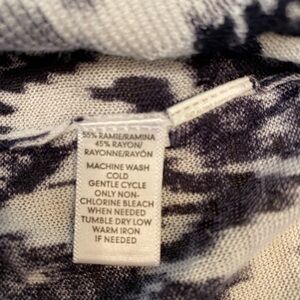 55% RAMIE/RAMINA
45% RAYON/
RAYONNE/RAYÓN
MACHINE WASH
COLD
GENTLE CYCLE
ONLY NON-
CHLORINE BLEACH
WHEN NEEDED
TUMBLE DRY LOW
WARM IRON
IF NEEDED